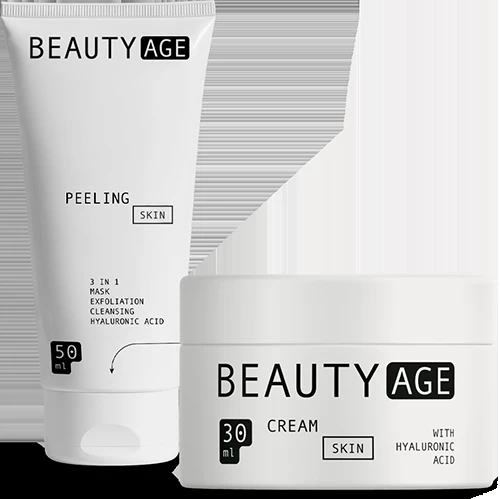 BEAUTY AGE
PEELING
SKIN
3 IN 1
MASK
EXFOLIATION
CLEANSING
HYALURONIC ACID
50
ml
BEAUTY AGE
30
ml
CREAM
SKIN
WITH
HYALURONIC
ACID